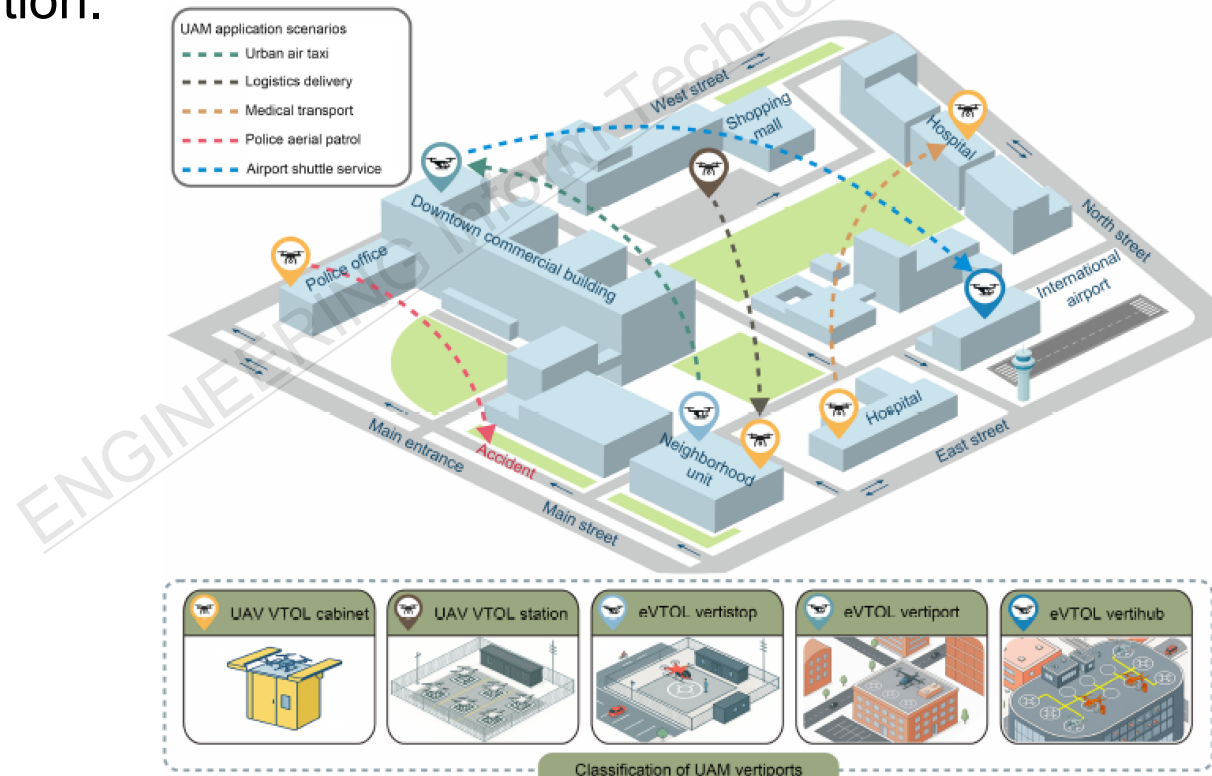 tion.
UAM application scenarios
Urban air taxi
Logistics delivery
Medical transport
Police aerial patrol
Airport shuttle service
West street
Shopping
mall
Hospital
North street
Downtown commercial building
Police office
International
airport
Hospital
East street
Neighborhood
unit
Accident
Main entrance
Main street
ENGINEERING Inform Techno
UAV VTOL cabinet
UAV VTOL station
eVTOL vertistop
eVTOL vertiport
eVTOL vertihub
Classification of UAM vertiports